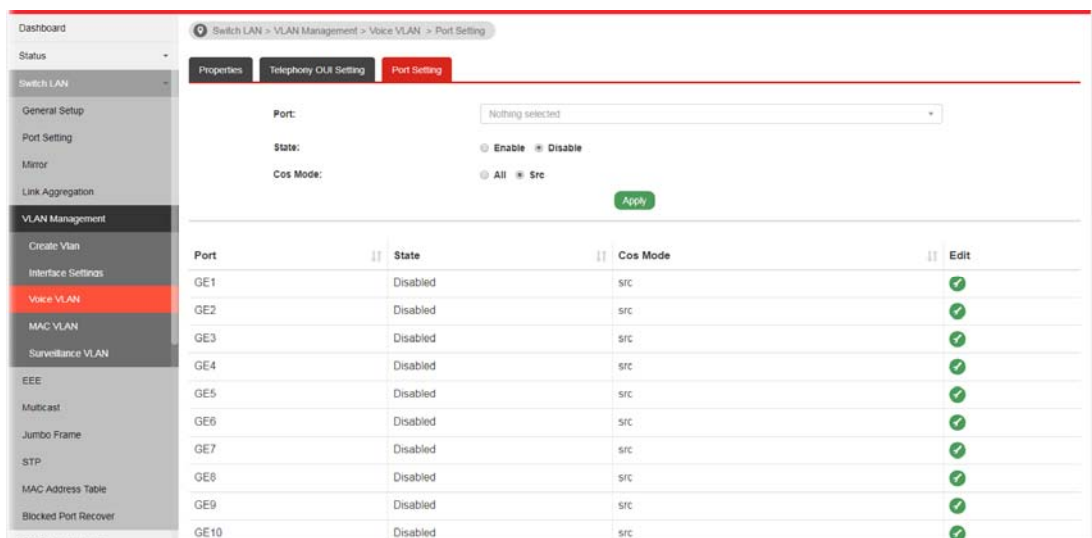 Dashboard
Status
Switch LAN
General Setup
Port Setting
Mirror
Link Aggregation
VLAN Management
Create Vlan
Interface Settings
Voice VLAN
MAC VLAN
Surveillance VLAN
EEE
Multicast
Jumbo Frame
STP
MAC Address Table
Blocked Port Recover
Switch LAN > VLAN Management > Voice VLAN > Port Setting
Properties Telephony OUI Setting Port Setting
Port: Nothing selected
State: Enable Disable
Cos Mode: All Src
Apply
Port State Cos Mode Edit
GE1 Disabled src
GE2 Disabled src
GE3 Disabled src
GE4 Disabled src
GE5 Disabled src
GE6 Disabled src
GE7 Disabled src
GE8 Disabled src
GE9 Disabled src
GE10 Disabled src